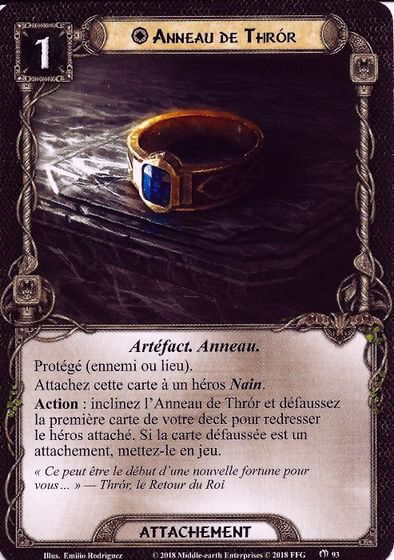 1
Anneau de Thrór
Artéfact. Anneau.
Protégé (ennemi ou lieu).
Attachez cette carte à un héros Nain.
Action : inclinez l'Anneau de Thrór et défaussez
la première carte de votre deck pour redresser
le héros attaché. Si la carte défaussée est un
attachement, mettez-le en jeu.
« Ce peut être le début d'une nouvelle fortune pour
vous… » — Thrór, le Retour du Roi
Attachement
Illus. Emilio Rodriguez © 2018 Middle-earth Enterprises © 2018 FFG 93